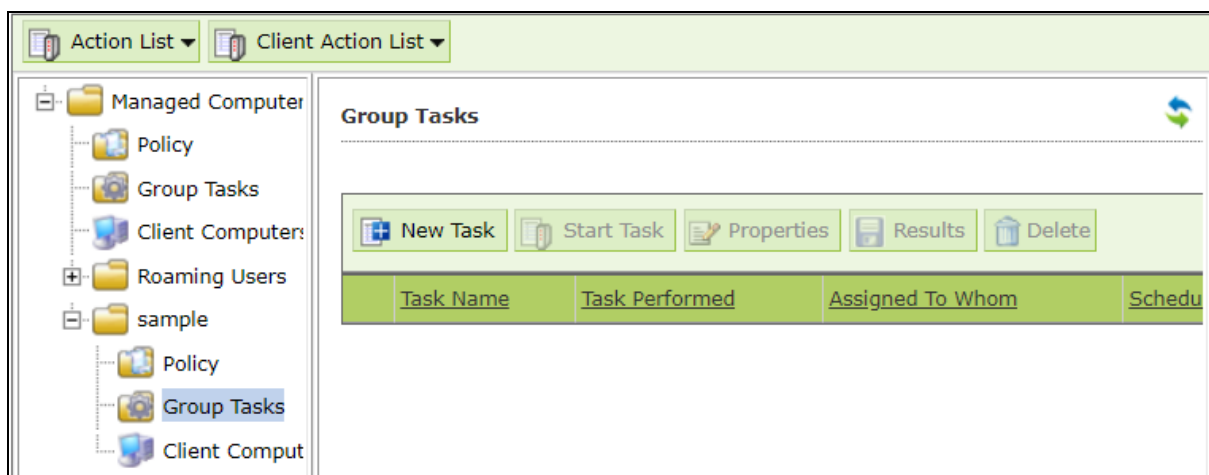 Action List Client Action List
Managed Computer
Policy
Group Tasks
Client Computers
Roaming Users
sample
Policy
Group Tasks
Client Comput
Group Tasks
New Task Start Task Properties Results Delete
Task Name Task Performed Assigned To Whom Schedu